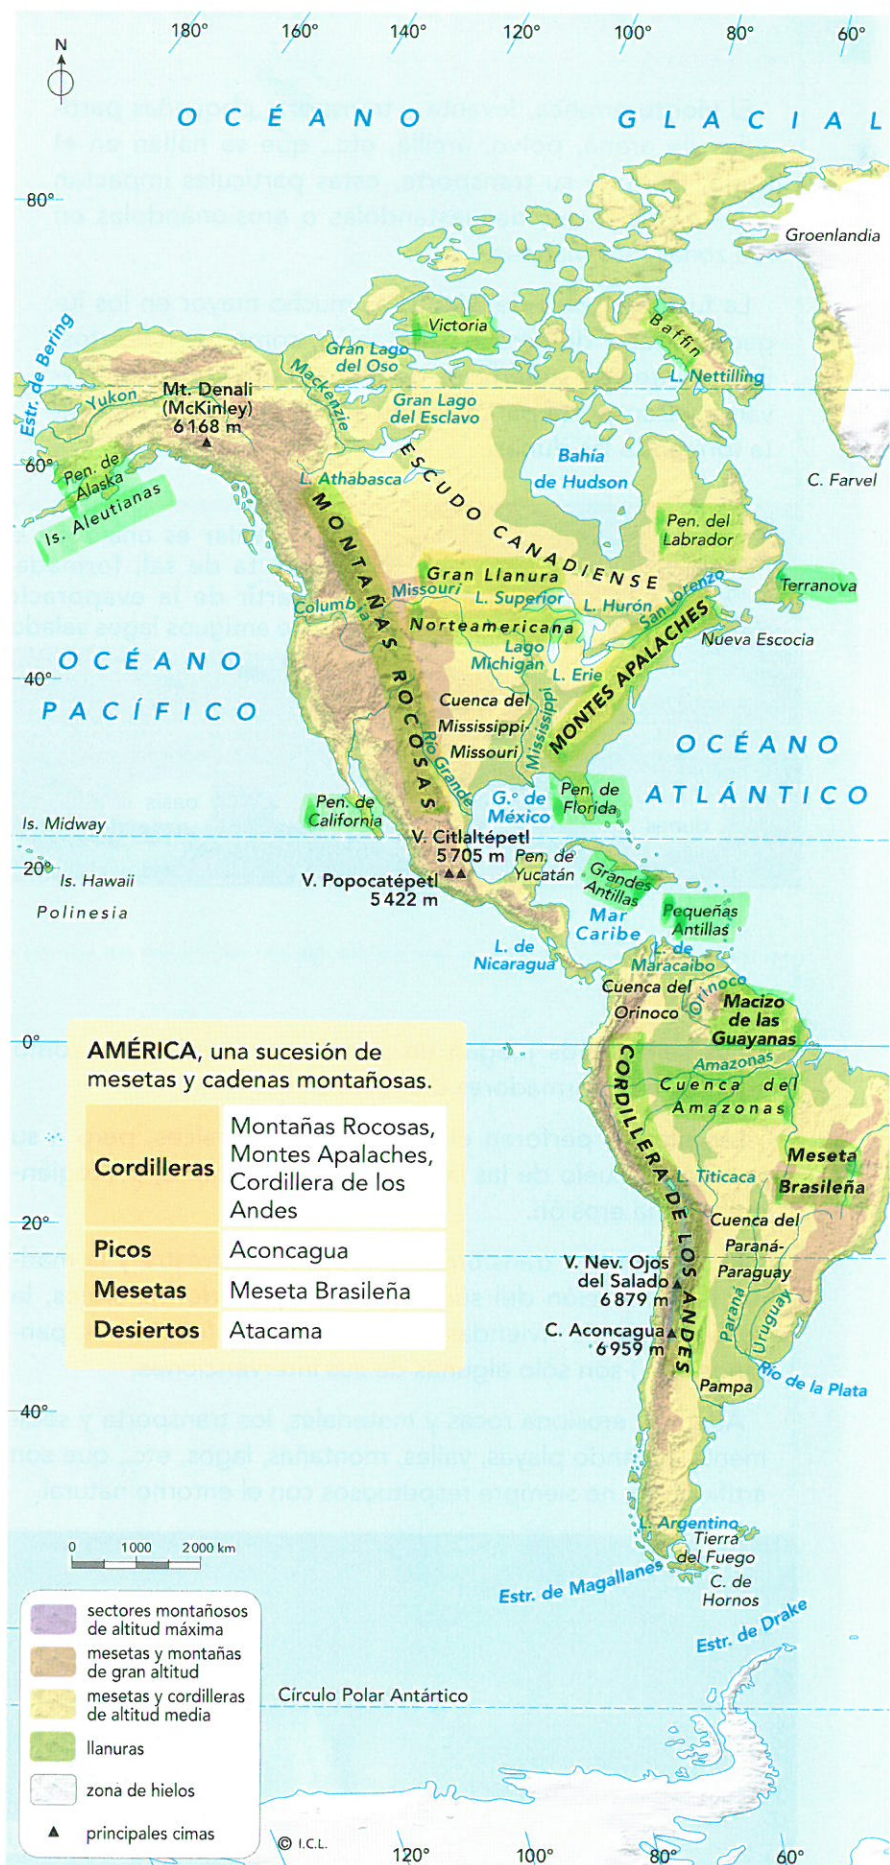 180°
160°
140°
120°
100°
80°
60°
N
OCÉANO GLACIAL
80°
Groenlandia
Victoria
Baffin
Estr. de Bering
Gran Lago
del Oso
L. Nettilling
Mackenzie
Yukon
Mt. Denali
(McKinley)
6 168 m
Gran Lago
del Esclavo
60°
Pen. de
Alaska
Is. Aleutianas
L. Athabasca
ESCUDO CANADIENSE
Bahía
de Hudson
C. Farvel
Pen. del
Labrador
MONTAÑAS ROCOSAS
Gran Llanura
Norteamericana
Missouri
Columbia
L. Superior
L. Hurón
San Lorenzo
Terranova
Nueva Escocia
Lago
Michigan
L. Erie
MONTES APALACHES
OCÉANO
PACÍFICO
40°
Cuenca del
Mississippi-
Missouri
Mississippi
Río Grande
OCÉANO
ATLÁNTICO
Pen. de
California
G.º de
México
Pen. de
Florida
Is. Midway
V. Citlaltépetl
5 705 m
20°
Is. Hawaii
Polinesia
V. Popocatépetl
5 422 m
Pen. de
Yucatán
Grandes
Antillas
Mar
Caribe
Pequeñas
Antillas
L. de
Nicaragua
L. de
Maracaibo
Cuenca del
Orinoco
Orinoco
Macizo
de las
Guayanas
0°
AMÉRICA, una sucesión de
mesetas y cadenas montañosas.
Cordilleras
Montañas Rocosas,
Montes Apalaches,
Cordillera de los
Andes
Picos
Aconcagua
Mesetas
Meseta Brasileña
Desiertos
Atacama
CORDILLERA DE LOS ANDES
Amazonas
Cuenca del
Amazonas
Meseta
Brasileña
L. Titicaca
20°
Cuenca del
Paraná-
Paraguay
V. Nev. Ojos
del Salado
6 879 m
Paraná
Uruguay
C. Aconcagua
6 959 m
Río de la Plata
Pampa
40°
L. Argentino
Tierra
del Fuego
Estr. de Magallanes
C. de
Hornos
Estr. de Drake
0 1000 2000 km
sectores montañosos
de altitud máxima
mesetas y montañas
de gran altitud
mesetas y cordilleras
de altitud media
llanuras
zona de hielos
principales cimas
Círculo Polar Antártico
© I.C.L.
120°
100°
80°
60°